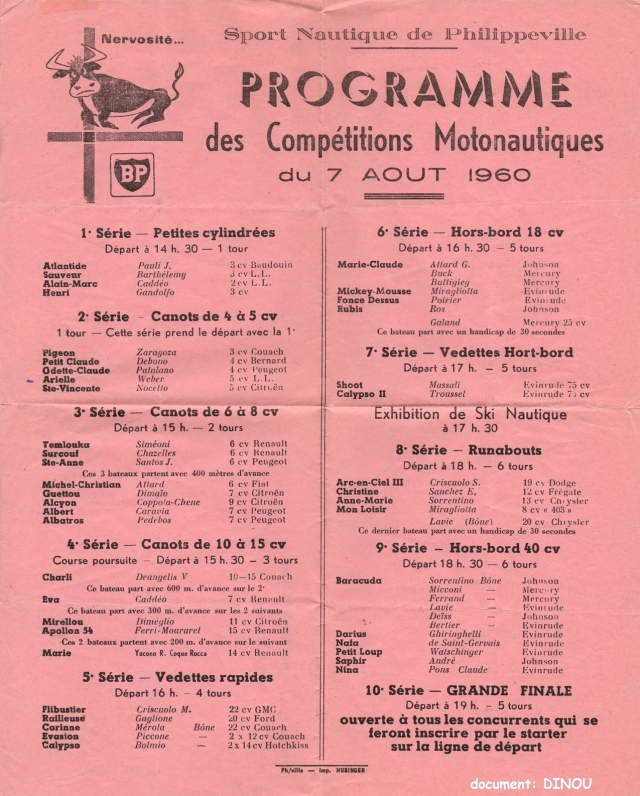 Nervosité...
Sport Nautique de Philippeville
PROGRAMME
des Compétitions Motonautiques
du 7 AOUT 1960
BP
1e Série — Petites cylindrées
Départ à 14 h. 30 — 1 tour
Atlantide Pauli J. 3 cv Baudouin
Sauveur Barthélemy 3 cv L.L.
Alain-Marc Caddéo 2 cv L.L.
Henri Gandolfo 3 cv
2e Série - Canots de 4 à 5 cv
1 tour — Cette série prend le départ avec la 1e
Pigeon Zaragoza 3 cv Couach
Petit Claude Debono 4 cv Bernard
Odette-Claude Patalano 4 cv Peugeot
Arielle Weber 5 cv L.L.
Ste-Vincente Nocetto 5 cv Citroën
3e Série - Canots de 6 à 8 cv
Départ à 15 h. — 2 tours
Temlouka Siméoni 6 cv Renault
Surcouf Chazelles 6 cv Renault
Ste-Anne Santos J. 6 cv Peugeot
Ces 3 bateaux partent avec 400 mètres d'avance
Michel-Christian Attard 6 cv Fiat
Guettou Dimaïo 7 cv Citroën
Alcyon Coppola-Chene 9 cv Citroën
Albert Caravia 7 cv Peugeot
Albatros Pedebos 7 cv Peugeot
4e Série - Canots de 10 à 15 cv
Course poursuite — Départ à 15 h. 30 - 3 tours
Charli Deangelis V 10-15 Couach
Ce bateau part avec 600 m. d'avance sur le 2e
Eva Caddéo 7 cv Renault
Ce bateau part avec 300 m. d'avance sur les 2 suivants
Mirellou Diméglio 11 cv Citroën
Apollon 54 Ferri-Mouraret 15 cv Renault
Ces 2 bateaux partent avec 200 m. d'avance sur le suivant
Marie Yacono R. Coque Rocca 14 cv Renault
5e Série - Vedettes rapides
Départ 16 h. - 4 tours
Flibustier Criscuolo M. 22 cv GMC
Railleuse Gaglione 20 cv Ford
Corinne Mérola Bône 22 cv Couach
Evasion Piccone — 2 x 12 cv Couach
Calypso Bolmio — 2 x 14 cv Hotchkiss
6e Série - Hors-bord 18 cv
Départ à 16 h. 30 - 5 tours
Marie-Claude Attard G. Johnson
Buck Mercury
Buttigieg Mercury
Mickey-Mousse Miragliotta Evinrude
Fonce Dessus Poirier Evinrude
Rubis Ros Johnson
Galand Mercury 25 cv
Ce bateau part avec un handicap de 30 secondes
7e Série — Vedettes Hort-bord
Départ à 17 h. - 5 tours
Shoot Massali Evinrude 75 cv
Calypso II Troussel Evinrude 75 cv
Exhibition de Ski Nautique
à 17 h. 30
8e Série - Runabouts
Départ à 18 h. - 6 tours
Arc-en-Ciel III Criscuolo S. 19 cv Dodge
Christine Sanchez E, 12 cv Frégate
Anne-Marie Sorrentino 13 cv Chrysler
Mon Loisir Miragliotta 8 cv « 403 »
Lavie (Bône) 20 cv Chrysler
Ce dernier bateau part avec un handicap de 30 secondes
9e Série - Hors-bord 40 cv
Départ 18 h. 30 — 6 tours
Baracuda Sorrentino Bône Johnson
Micconi — Mercury
Ferrand — Mercury
Lavie — Evinrude
Deïss — Johnson
Bertier — Evinrude
Darius Ghiringhelli Evinrude
Naïa de Saint-Gervais Evinrude
Petit Loup Watschinger Evinrude
Saphir André Johnson
Nina Pons Claude Evinrude
10e Série - GRANDE FINALE
Départ à 19 h. - 5 tours
ouverte à tous les concurrents qui se
feront inscrire par le starter
sur la ligne de départ
Ph/ville — Imp. HUBINGER
document: DINOU